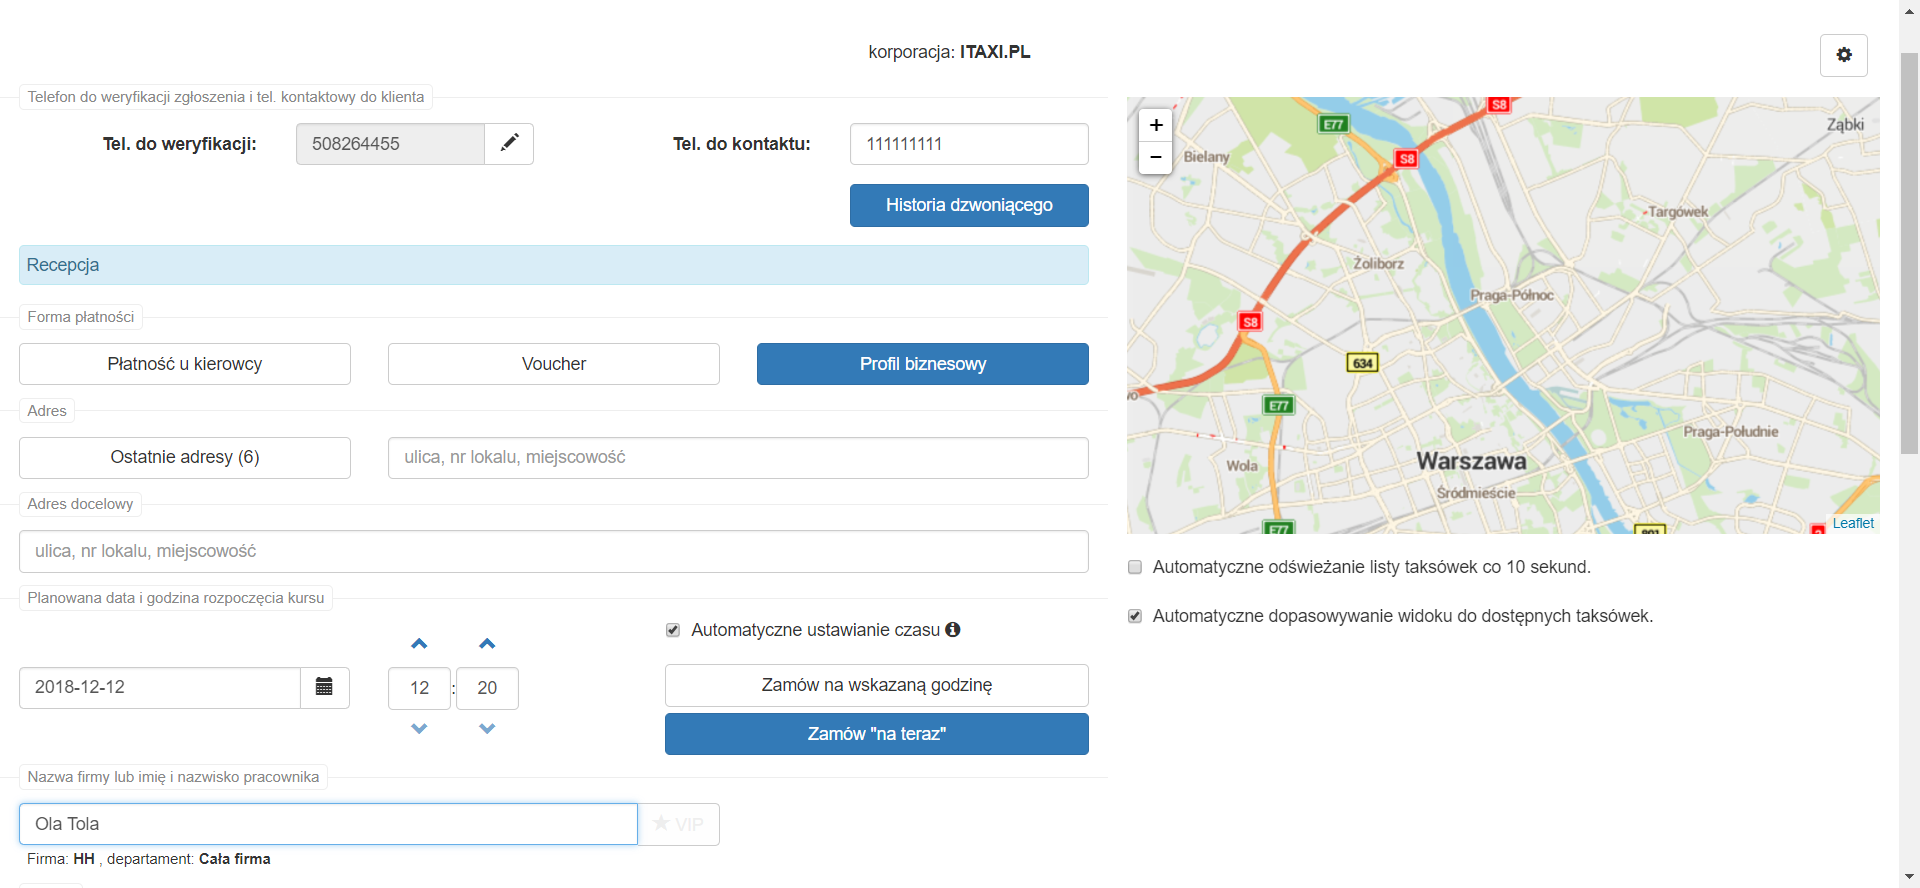 korporacja: ITAXI.PL
Telefon do weryfikacji zgłoszenia i tel. kontaktowy do klienta
Tel. do weryfikacji:
508264455
Tel. do kontaktu:
111111111
Historia dzwoniącego
Recepcja
Forma płatności
Płatność u kierowcy
Voucher
Profil biznesowy
Adres
Ostatnie adresy (6)
ulica, nr lokalu, miejscowość
Adres docelowy
ulica, nr lokalu, miejscowość
Planowana data i godzina rozpoczęcia kursu
Automatyczne ustawianie czasu
2018-12-12
12 : 20
Zamów na wskazaną godzinę
Zamów "na teraz"
Nazwa firmy lub imię i nazwisko pracownika
Ola Tola
VIP
Firma: HH , departament: Cała firma
+
−
S8
E77
Ząbki
Bielany
S8
Targówek
Żoliborz
Praga-Północ
S8
634
E77
Praga-Południe
Wola
Warszawa
Śródmieście
E77
801
Leaflet
Automatyczne odświeżanie listy taksówek co 10 sekund.
Automatyczne dopasowywanie widoku do dostępnych taksówek.